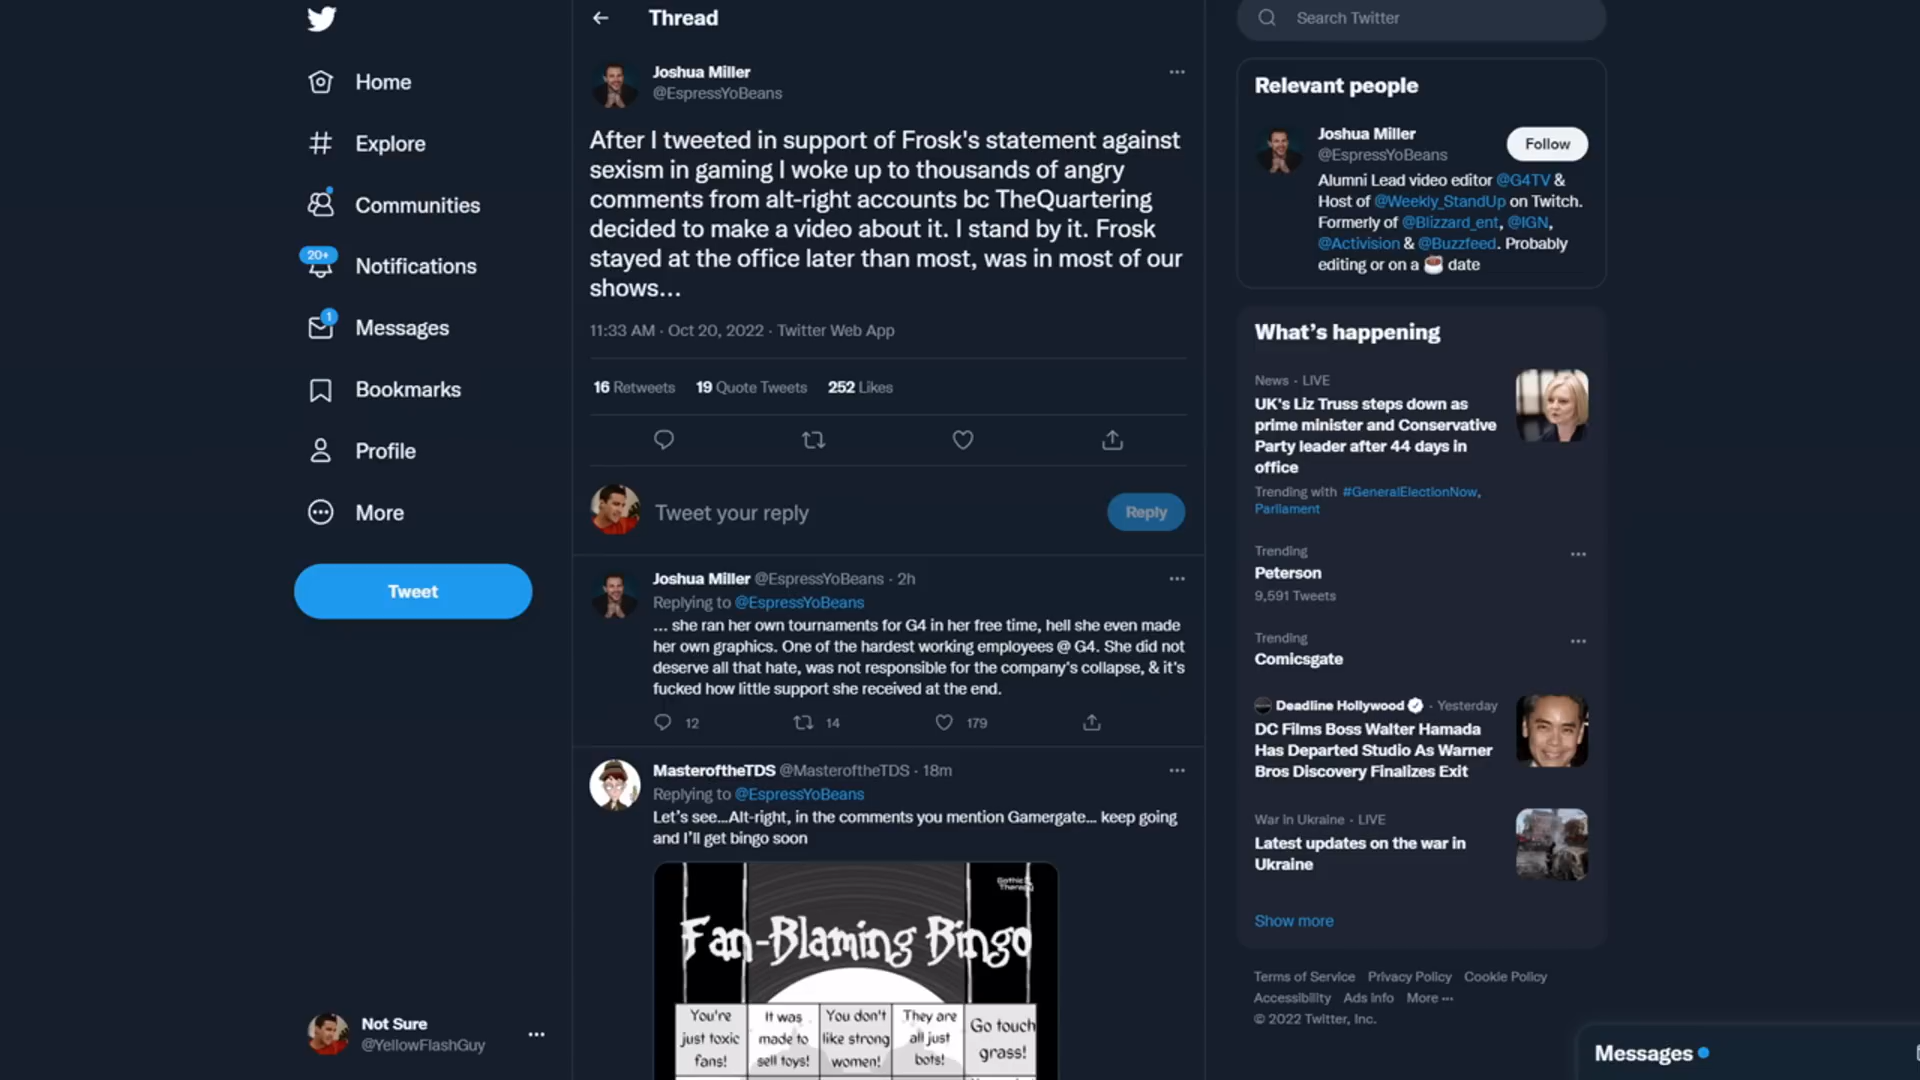 Home
Explore
Communities
20+
Notifications
1
Messages
Bookmarks
Profile
More
Tweet
Not Sure
@YellowFlashGuy
Thread
Joshua Miller
@EspressYoBeans
After I tweeted in support of Frosk's statement against
sexism in gaming I woke up to thousands of angry
comments from alt-right accounts bc TheQuartering
decided to make a video about it. I stand by it. Frosk
stayed at the office later than most, was in most of our
shows...
11:33 AM · Oct 20, 2022 · Twitter Web App
16 Retweets 19 Quote Tweets 252 Likes
Tweet your reply
Reply
Joshua Miller @EspressYoBeans · 2h
Replying to @EspressYoBeans
... she ran her own tournaments for G4 in her free time, hell she even made
her own graphics. One of the hardest working employees @ G4. She did not
deserve all that hate, was not responsible for the company's collapse, & it's
fucked how little support she received at the end.
12 14 179
MasteroftheTDS @MasteroftheTDS · 18m
Replying to @EspressYoBeans
Let's see...Alt-right, in the comments you mention Gamergate... keep going
and I'll get bingo soon
Gothic
Therapy
Fan-Blaming Bingo
You're
just toxic
fans!
It was
made to
sell toys!
You don't
like strong
women!
They are
all just
bots!
Go touch
grass!
Search Twitter
Relevant people
Joshua Miller
@EspressYoBeans
Follow
Alumni Lead video editor @G4TV &
Host of @Weekly_StandUp on Twitch.
Formerly of @Blizzard_ent, @IGN,
@Activision & @Buzzfeed. Probably
editing or on a ☕ date
What's happening
News · LIVE
UK's Liz Truss steps down as
prime minister and Conservative
Party leader after 44 days in
office
Trending with #GeneralElectionNow,
Parliament
Trending
Peterson
9,591 Tweets
Trending
Comicsgate
Deadline Hollywood · Yesterday
DC Films Boss Walter Hamada
Has Departed Studio As Warner
Bros Discovery Finalizes Exit
War in Ukraine · LIVE
Latest updates on the war in
Ukraine
Show more
Terms of Service Privacy Policy Cookie Policy
Accessibility Ads info More ···
© 2022 Twitter, Inc.
Messages